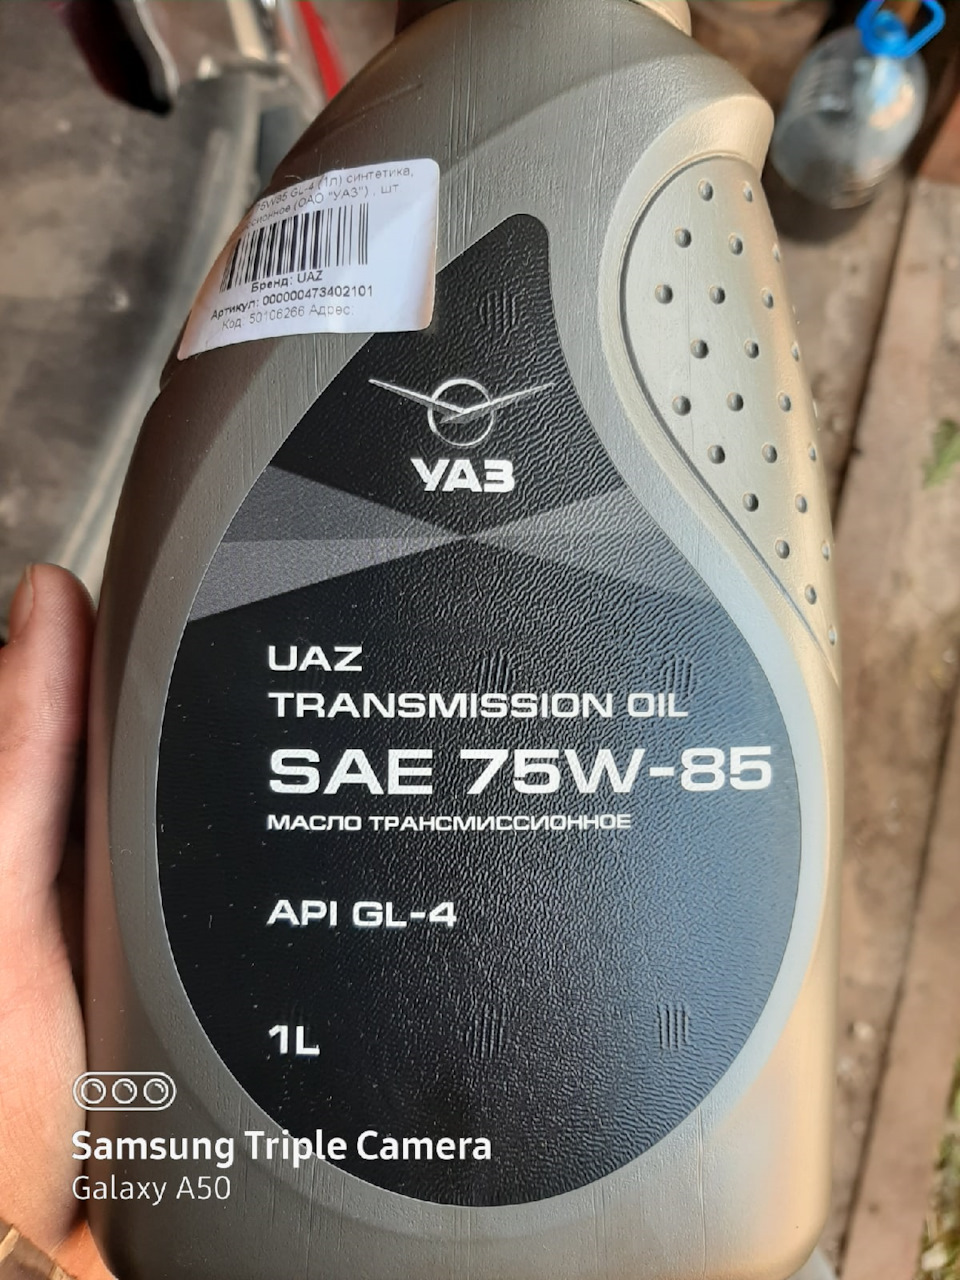 75W85 GL-4 (1л) синтетика,
(ОАО "УАЗ") , шт
Бренд: UAZ
Артикул: 000000473402101
Код: 50106266 Адрес:
УАЗ
UAZ
TRANSMISSION OIL
SAE 75W-85
МАСЛО ТРАНСМИССИОННОЕ
API GL-4
1L
Samsung Triple Camera
Galaxy A50